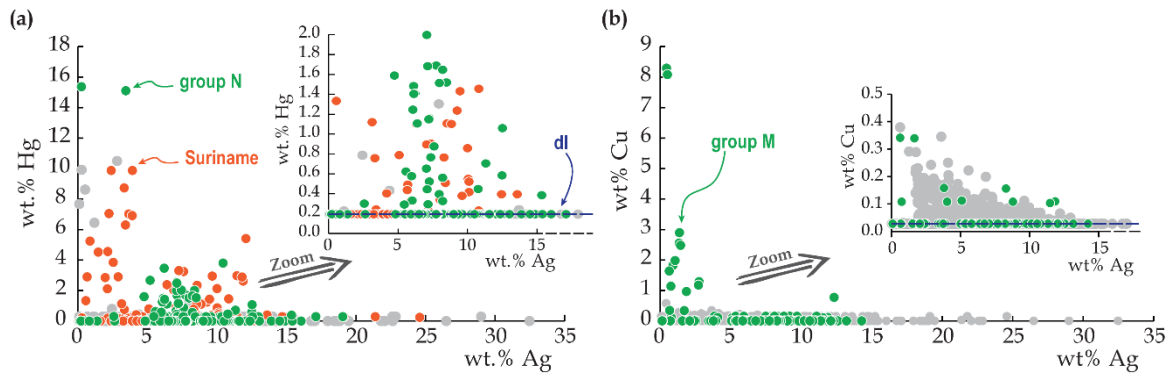 (a)
wt.% Hg
18
16
14
12
10
8
6
4
2
0
0 5 10 15 20 25 30 35
wt.% Ag
group N
Suriname
Zoom
wt.% Hg
2.0
1.8
1.6
1.4
1.2
1.0
0.8
0.6
0.4
0.2
0
0 5 10 15
wt.% Ag
dl
(b)
wt% Cu
9
8
7
6
5
4
3
2
1
0
0 5 10 15 20 25 30 35
wt% Ag
group M
Zoom
wt% Cu
0.5
0.4
0.3
0.2
0.1
0
0 5 10 15
wt% Ag